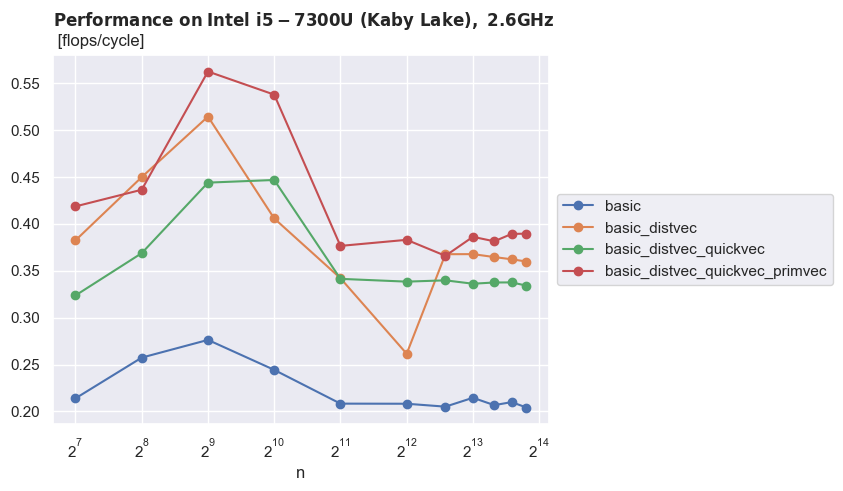 Performance on Intel i5 − 7300U (Kaby Lake), 2.6GHz
[flops/cycle]
0.55
0.50
0.45
0.40
0.35
0.30
0.25
0.20
2^7 2^8 2^9 2^10 2^11 2^12 2^13 2^14
n
basic
basic_distvec
basic_distvec_quickvec
basic_distvec_quickvec_primvec